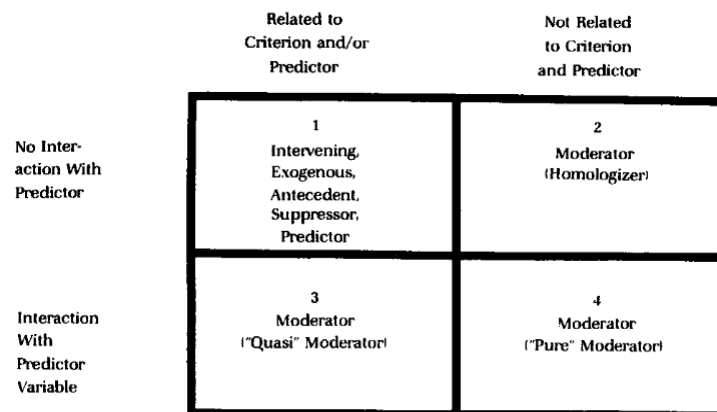 Related to
Criterion and/or
Predictor
Not Related
to Criterion
and Predictor
No Inter-
action With
Predictor
1
Intervening,
Exogenous,
Antecedent,
Suppressor,
Predictor
2
Moderator
(Homologizer)
Interaction
With
Predictor
Variable
3
Moderator
("Quasi" Moderator)
4
Moderator
("Pure" Moderator)